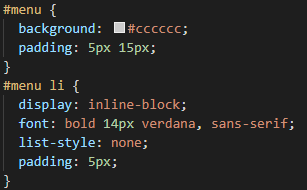 #menu {
  background: #cccccc;
  padding: 5px 15px;
}
#menu li {
  display: inline-block;
  font: bold 14px verdana, sans-serif;
  list-style: none;
  padding: 5px;
}